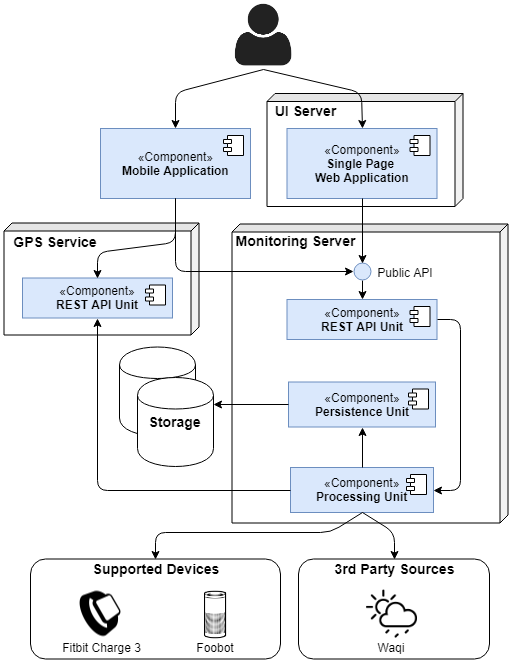 UI Server
«Component»
Mobile Application
«Component»
Single Page
Web Application
GPS Service
«Component»
REST API Unit
Monitoring Server
Public API
«Component»
REST API Unit
«Component»
Persistence Unit
Storage
«Component»
Processing Unit
Supported Devices
Fitbit Charge 3
Foobot
3rd Party Sources
Waqi